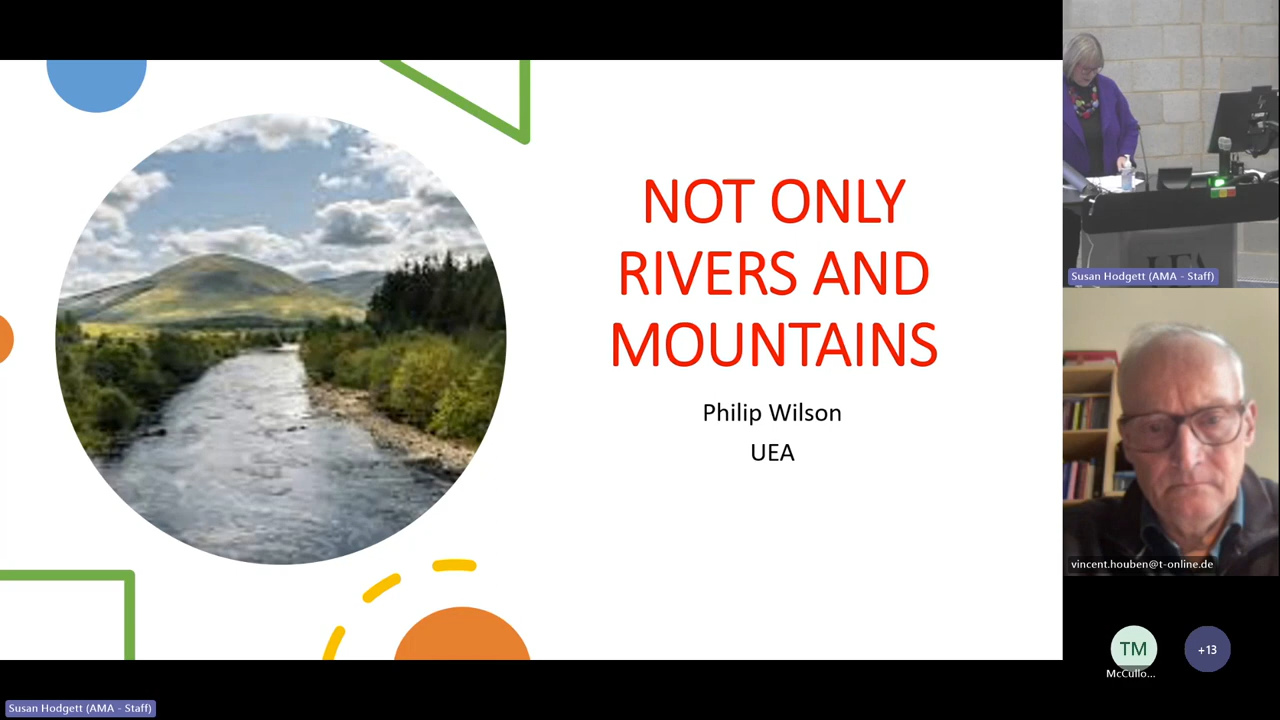 NOT ONLY
RIVERS AND
MOUNTAINS
Philip Wilson
UEA
Susan Hodgett (AMA - Staff)
vincent.houben@t-online.de
TM
McCullo...
+13
Susan Hodgett (AMA - Staff)
UEA